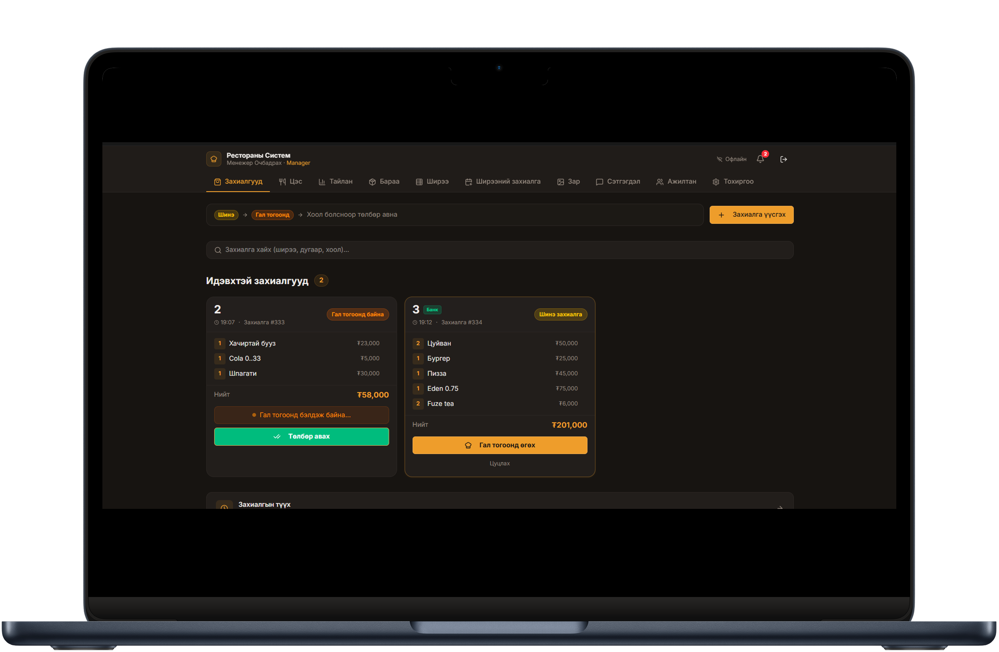 Рестораны Систем
Менежер Очбадрах · Manager
Офлайн
2
Захиалгууд Цэс Тайлан Бараа Ширээ Ширээний захиалга Зар Сэтгэгдэл Ажилтан Тохиргоо
Шинэ → Гал тогоонд → Хоол болсноор төлбөр авна
+ Захиалга үүсгэх
Захиалга хайх (ширээ, дугаар, хоол)...
Идэвхтэй захиалгууд 2
2
Гал тогоонд байна
19:07 · Захиалга #333
1 Хачиртай бууз ₮23,000
1 Cola 0..33 ₮5,000
1 Шпагати ₮30,000
Нийт ₮58,000
Гал тогоонд бэлдэж байна...
Төлбөр авах
3 Банк
Шинэ захиалга
19:12 · Захиалга #334
2 Цуйван ₮50,000
1 Бургер ₮25,000
1 Пизза ₮45,000
1 Eden 0.75 ₮75,000
2 Fuze tea ₮6,000
Нийт ₮201,000
Гал тогоонд өгөх
Цуцлах
Захиалгын түүх